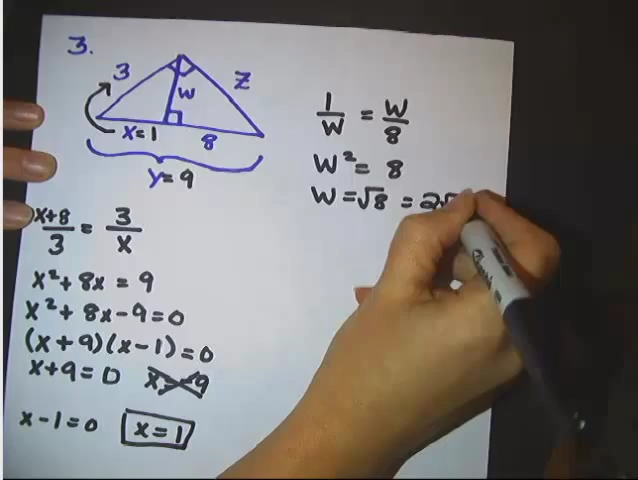 3.
3
Z
W
X=1
8
Y=9
x+8/3 = 3/x
x² + 8x = 9
x² + 8x - 9 = 0
(x + 9)(x - 1) = 0
x + 9 = 0 x = -9
x - 1 = 0 x = 1
1/W = W/8
W² = 8
W = √8 = 2√